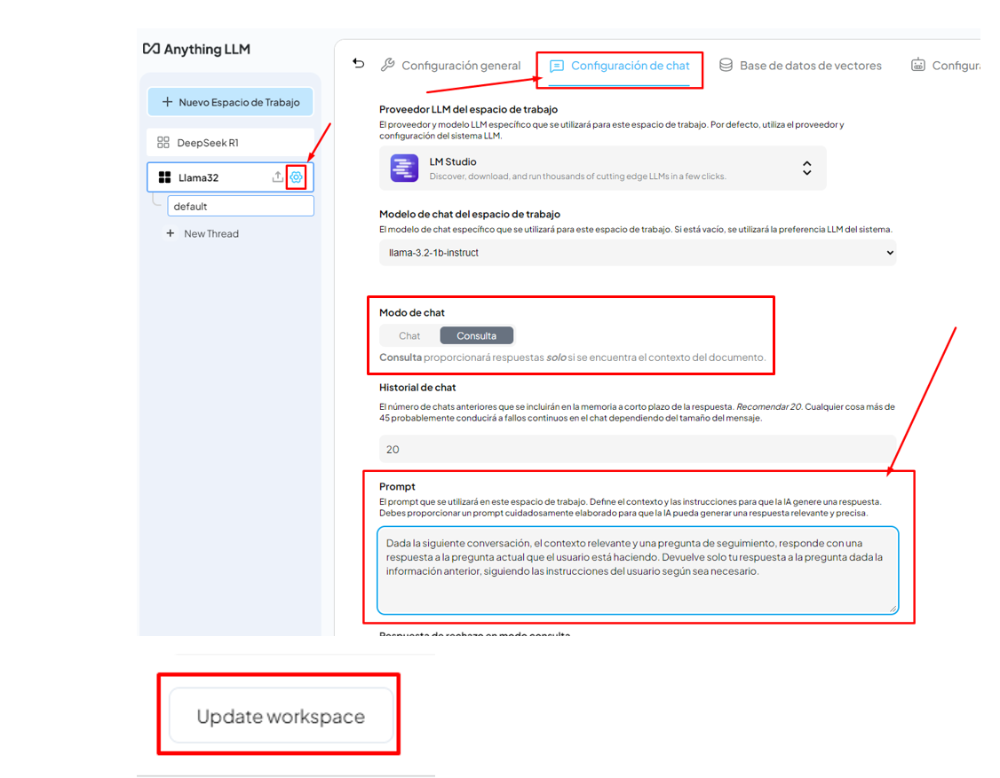 Anything LLM
Nuevo Espacio de Trabajo
DeepSeek R1
Llama32
default
New Thread
Configuración general
Configuración de chat
Base de datos de vectores
Configura
Proveedor LLM del espacio de trabajo
El proveedor y modelo LLM específico que se utilizará para este espacio de trabajo. Por defecto, utiliza el proveedor y
configuración del sistema LLM.
LM Studio
Discover, download, and run thousands of cutting edge LLMs in a few clicks.
Modelo de chat del espacio de trabajo
El modelo de chat específico que se utilizará para este espacio de trabajo. Si está vacío, se utilizará la preferencia LLM del sistema.
llama-3.2-1b-instruct
Modo de chat
Chat
Consulta
Consulta proporcionará respuestas solo si se encuentra el contexto del documento.
Historial de chat
El número de chats anteriores que se incluirán en la memoria a corto plazo de la respuesta. Recomendar 20. Cualquier cosa más de
45 probablemente conducirá a fallos continuos en el chat dependiendo del tamaño del mensaje.
20
Prompt
El prompt que se utilizará en este espacio de trabajo. Define el contexto y las instrucciones para que la IA genere una respuesta.
Debes proporcionar un prompt cuidadosamente elaborado para que la IA pueda generar una respuesta relevante y precisa.
Dada la siguiente conversación, el contexto relevante y una pregunta de seguimiento, responde con una
respuesta a la pregunta actual que el usuario está haciendo. Devuelve solo tu respuesta a la pregunta dada la
información anterior, siguiendo las instrucciones del usuario según sea necesario.
Respuesta de rechazo en modo consulta
Update workspace